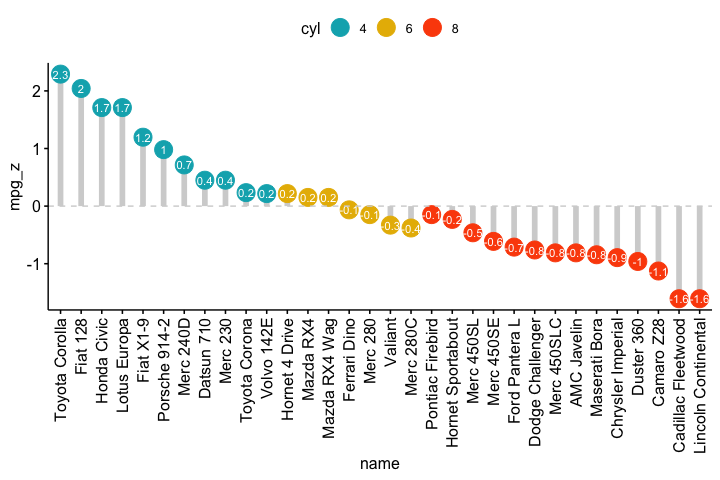 cyl 4 6 8
mpg_z
2
1
0
-1
2.3
2
1.7
1.7
1.2
1
0.7
0.4
0.4
0.2
0.2
0.2
0.2
0.2
-0.1
-0.1
-0.3
-0.4
-0.1
-0.2
-0.5
-0.6
-0.7
-0.8
-0.8
-0.8
-0.8
-0.9
-1
-1.1
-1.6
-1.6
Toyota Corolla
Fiat 128
Honda Civic
Lotus Europa
Fiat X1-9
Porsche 914-2
Merc 240D
Datsun 710
Merc 230
Toyota Corona
Volvo 142E
Hornet 4 Drive
Mazda RX4
Mazda RX4 Wag
Ferrari Dino
Merc 280
Valiant
Merc 280C
Pontiac Firebird
Hornet Sportabout
Merc 450SL
Merc 450SE
Ford Pantera L
Dodge Challenger
Merc 450SLC
AMC Javelin
Maserati Bora
Chrysler Imperial
Duster 360
Camaro Z28
Cadillac Fleetwood
Lincoln Continental
name